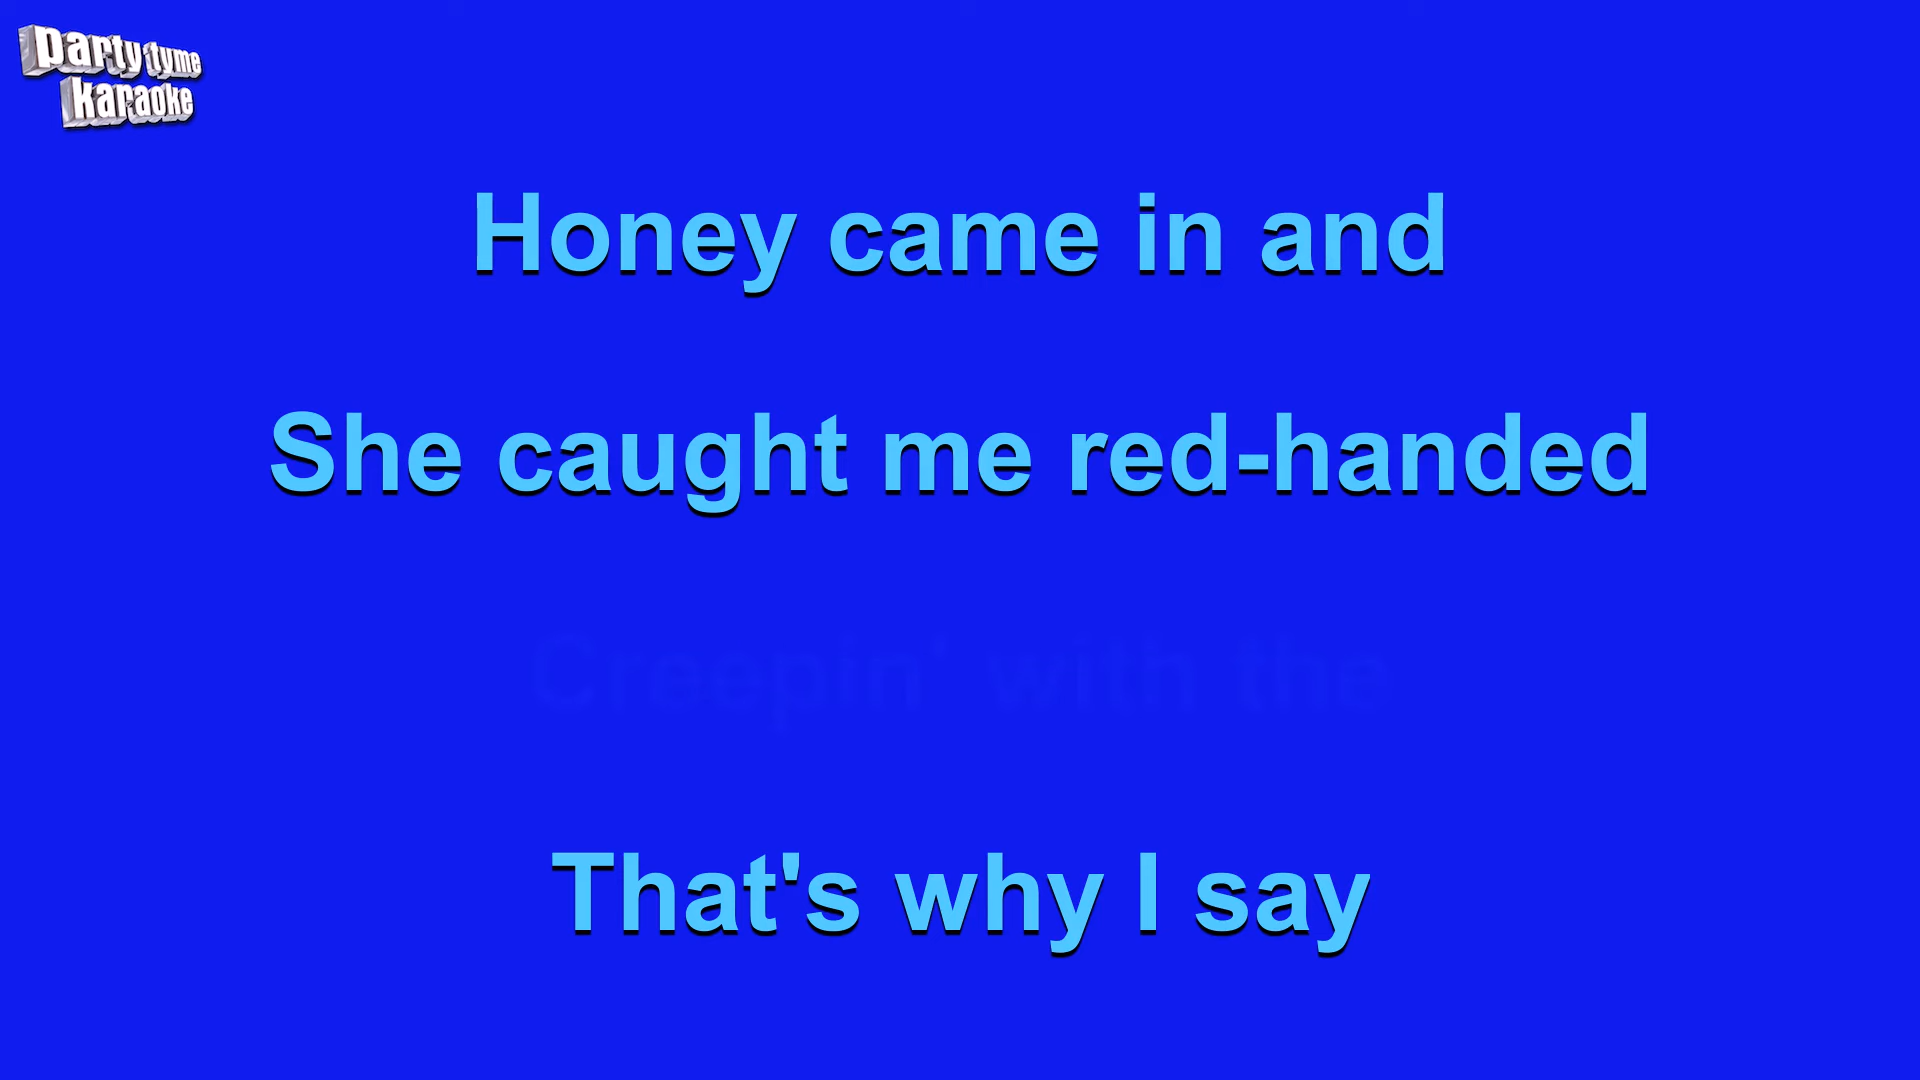 party tyme
karaoke
Honey came in and
She caught me red-handed
Creepin' with the
That's why I say